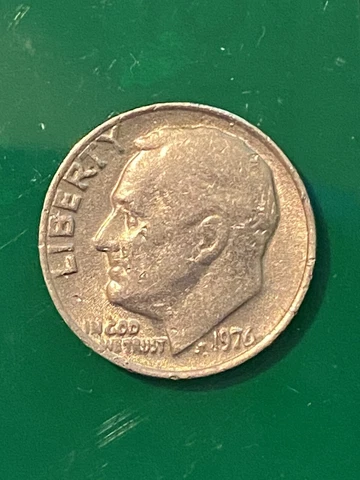 LIBERTY
IN GOD
WE TRUST
1976